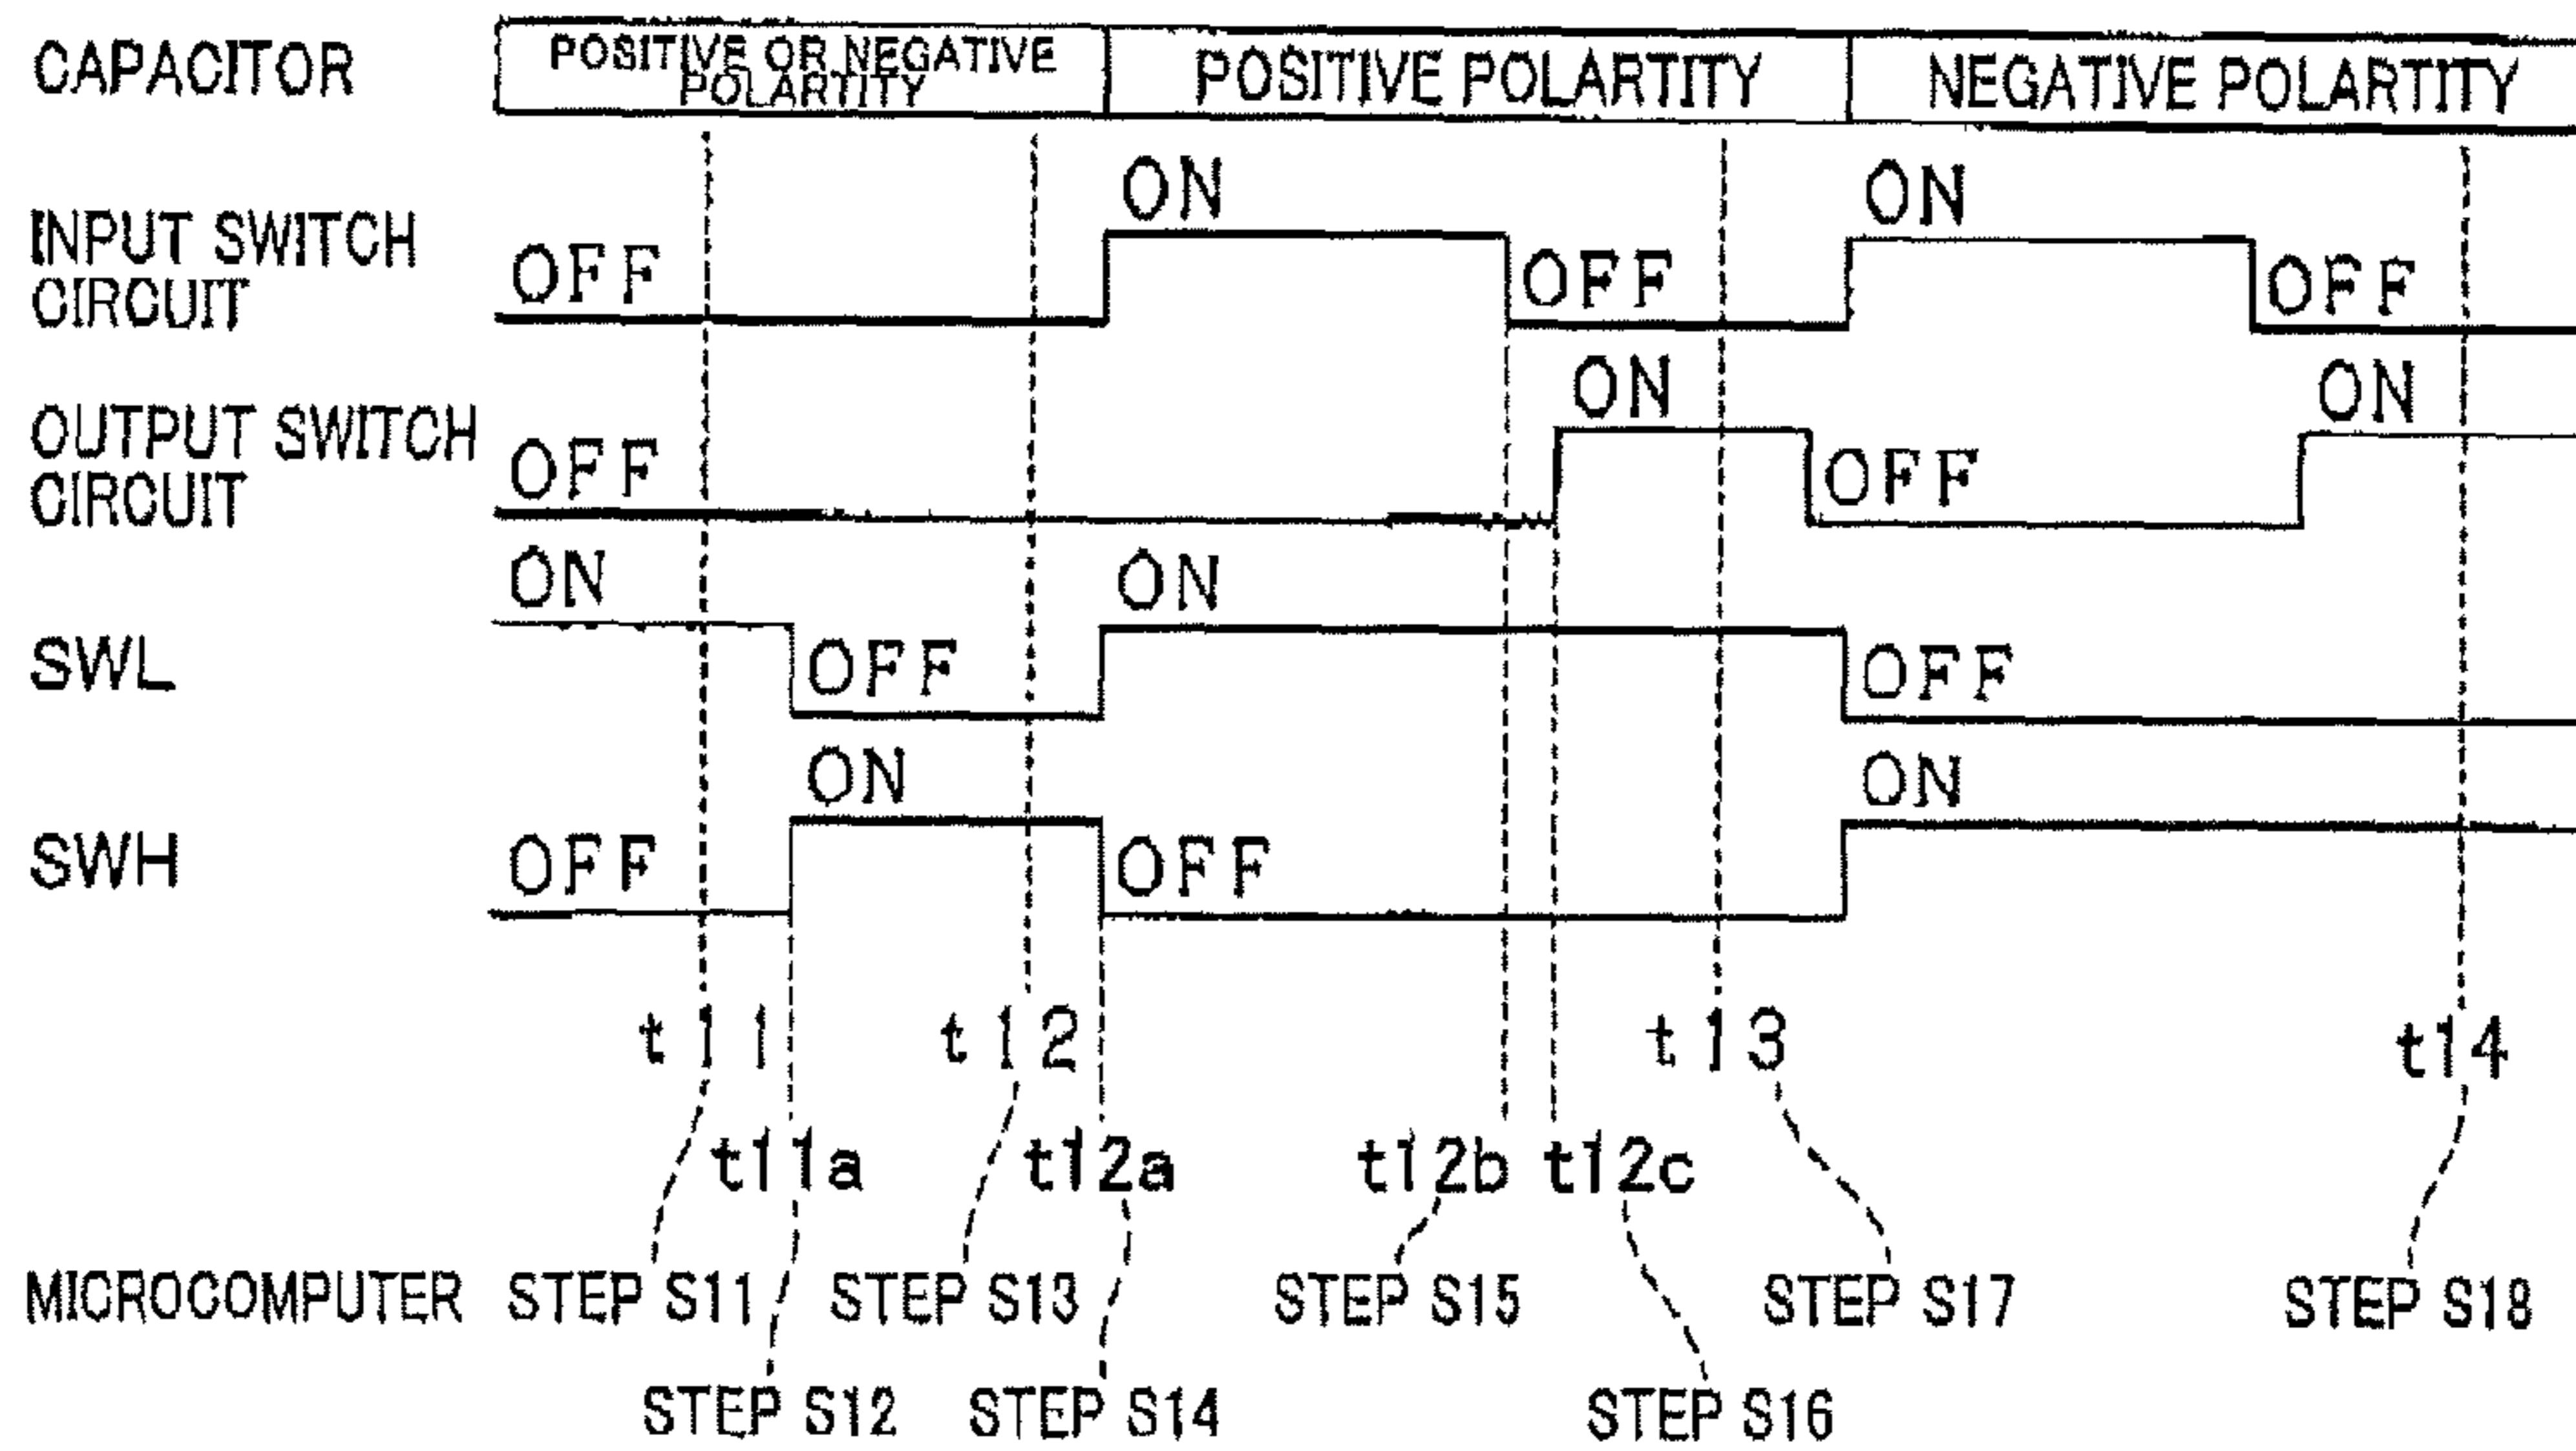 CAPACITOR
POSITIVE OR NEGATIVE
POLARTITY
POSITIVE POLARTITY
NEGATIVE POLARTITY
INPUT SWITCH
CIRCUIT
OFF
ON
OFF
ON
OFF
OUTPUT SWITCH
CIRCUIT
OFF
ON
OFF
ON
SWL
ON
OFF
ON
OFF
SWH
OFF
ON
OFF
ON
t11
t12
t13
t14
t11a
t12a
t12b
t12c
MICROCOMPUTER
STEP S11
STEP S13
STEP S15
STEP S17
STEP S18
STEP S12
STEP S14
STEP S16